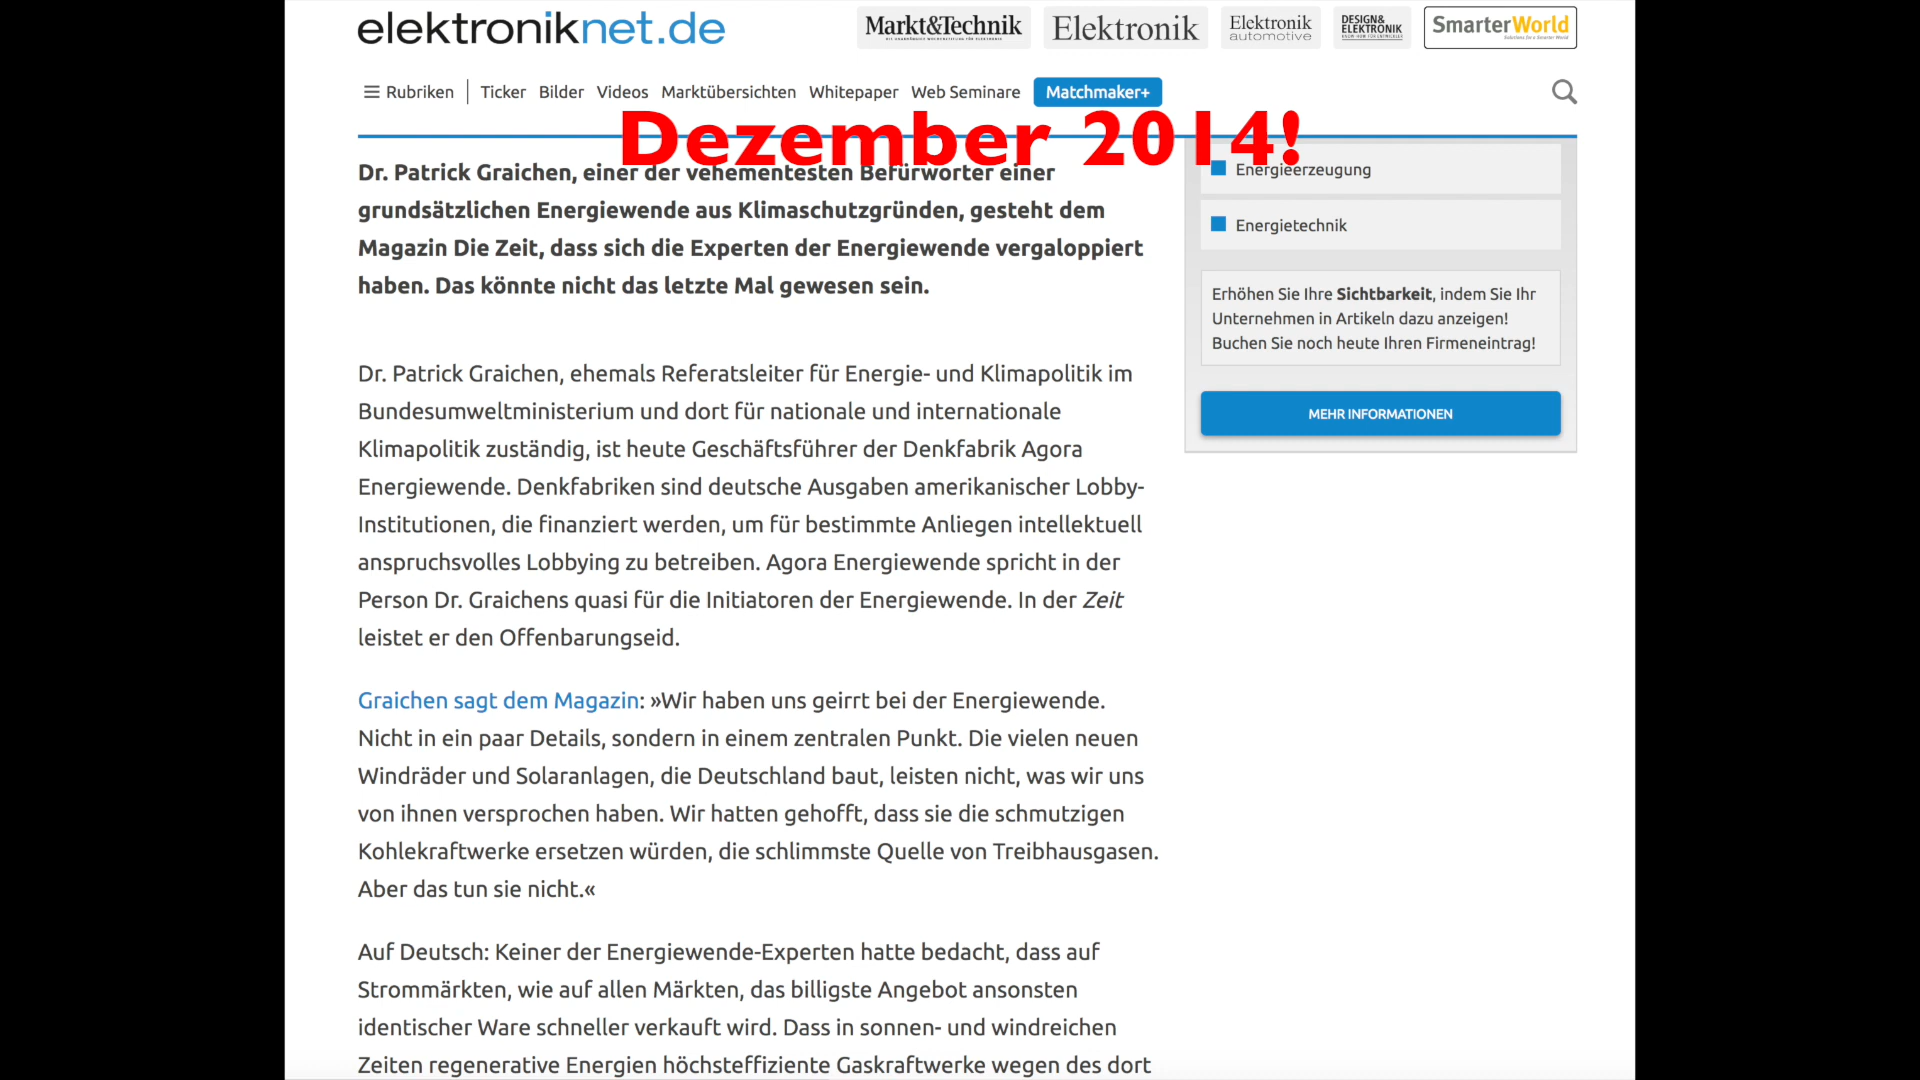 elektroniknet.de
Markt&Technik
Elektronik
Elektronik
automotive
DESIGN&
ELEKTRONIK
SmarterWorld
Solutions for a Smarter World
Rubriken Ticker Bilder Videos Marktübersichten Whitepaper Web Seminare Matchmaker+
Dezember 2014!
Dr. Patrick Graichen, einer der vehementesten Befürworter einer
grundsätzlichen Energiewende aus Klimaschutzgründen, gesteht dem
Magazin Die Zeit, dass sich die Experten der Energiewende vergaloppiert
haben. Das könnte nicht das letzte Mal gewesen sein.
Dr. Patrick Graichen, ehemals Referatsleiter für Energie- und Klimapolitik im
Bundesumweltministerium und dort für nationale und internationale
Klimapolitik zuständig, ist heute Geschäftsführer der Denkfabrik Agora
Energiewende. Denkfabriken sind deutsche Ausgaben amerikanischer Lobby-
Institutionen, die finanziert werden, um für bestimmte Anliegen intellektuell
anspruchsvolles Lobbying zu betreiben. Agora Energiewende spricht in der
Person Dr. Graichens quasi für die Initiatoren der Energiewende. In der Zeit
leistet er den Offenbarungseid.
Graichen sagt dem Magazin: »Wir haben uns geirrt bei der Energiewende.
Nicht in ein paar Details, sondern in einem zentralen Punkt. Die vielen neuen
Windräder und Solaranlagen, die Deutschland baut, leisten nicht, was wir uns
von ihnen versprochen haben. Wir hatten gehofft, dass sie die schmutzigen
Kohlekraftwerke ersetzen würden, die schlimmste Quelle von Treibhausgasen.
Aber das tun sie nicht.«
Auf Deutsch: Keiner der Energiewende-Experten hatte bedacht, dass auf
Strommärkten, wie auf allen Märkten, das billigste Angebot ansonsten
identischer Ware schneller verkauft wird. Dass in sonnen- und windreichen
Zeiten regenerative Energien höchsteffiziente Gaskraftwerke wegen des dort
Energieerzeugung
Energietechnik
Erhöhen Sie Ihre Sichtbarkeit, indem Sie Ihr
Unternehmen in Artikeln dazu anzeigen!
Buchen Sie noch heute Ihren Firmeneintrag!
MEHR INFORMATIONEN